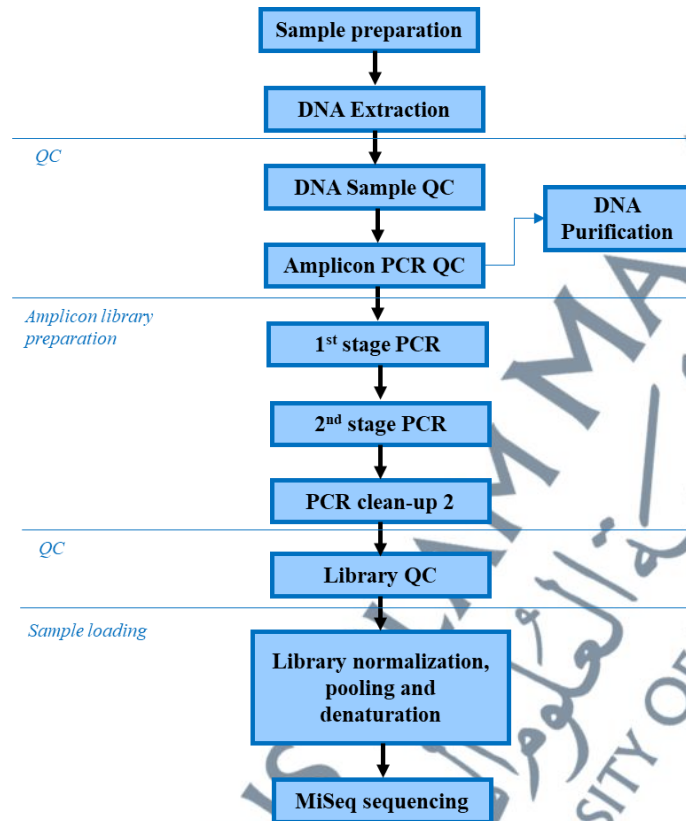 Sample preparation
DNA Extraction
QC
DNA Sample QC
DNA
Purification
Amplicon PCR QC
Amplicon library
preparation
1st stage PCR
2nd stage PCR
PCR clean-up 2
QC
Library QC
Sample loading
Library normalization,
pooling and
denaturation
MiSeq sequencing